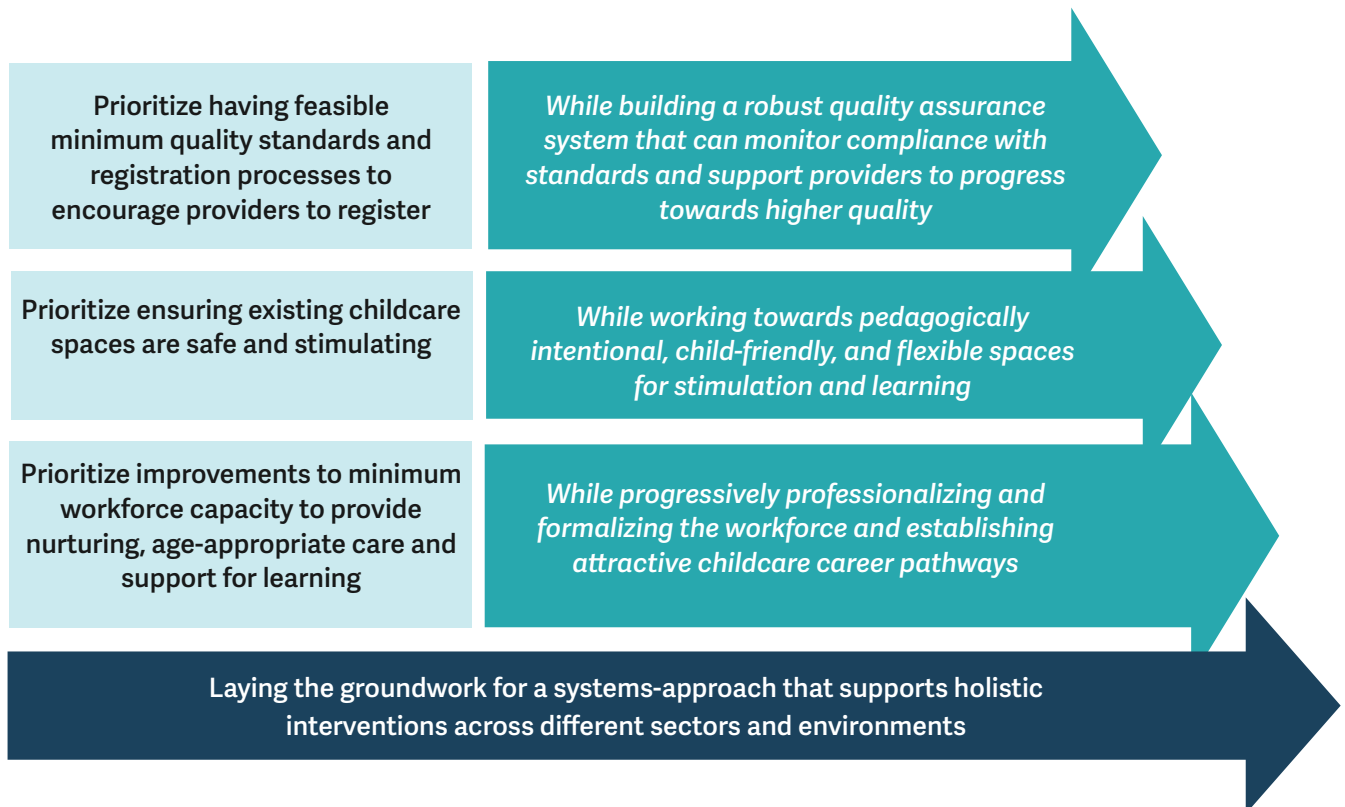 Prioritize having feasible
minimum quality standards and
registration processes to
encourage providers to register
While building a robust quality assurance
system that can monitor compliance with
standards and support providers to progress
towards higher quality
Prioritize ensuring existing childcare
spaces are safe and stimulating
While working towards pedagogically
intentional, child-friendly, and flexible spaces
for stimulation and learning
Prioritize improvements to minimum
workforce capacity to provide
nurturing, age-appropriate care and
support for learning
While progressively professionalizing and
formalizing the workforce and establishing
attractive childcare career pathways
Laying the groundwork for a systems-approach that supports holistic
interventions across different sectors and environments